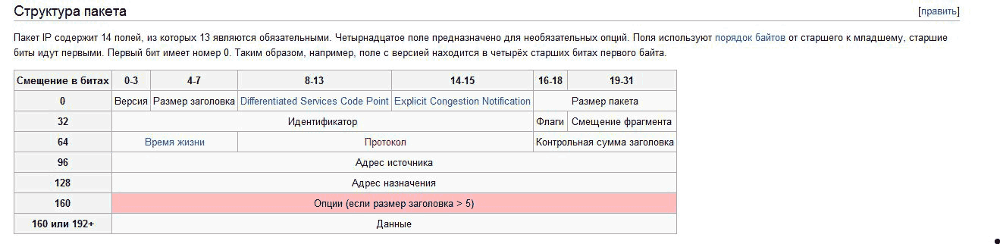 Структура пакета [править]
Пакет IP содержит 14 полей, из которых 13 являются обязательными. Четырнадцатое поле предназначено для необязательных опций. Поля используют порядок байтов от старшего к младшему, старшие
биты идут первыми. Первый бит имеет номер 0. Таким образом, например, поле с версией находится в четырёх старших битах первого байта.
Смещение в битах 0-3 4-7 8-13 14-15 16-18 19-31
0 Версия Размер заголовка Differentiated Services Code Point Explicit Congestion Notification Размер пакета
32 Идентификатор Флаги Смещение фрагмента
64 Время жизни Протокол Контрольная сумма заголовка
96 Адрес источника
128 Адрес назначения
160 Опции (если размер заголовка > 5)
160 или 192+ Данные